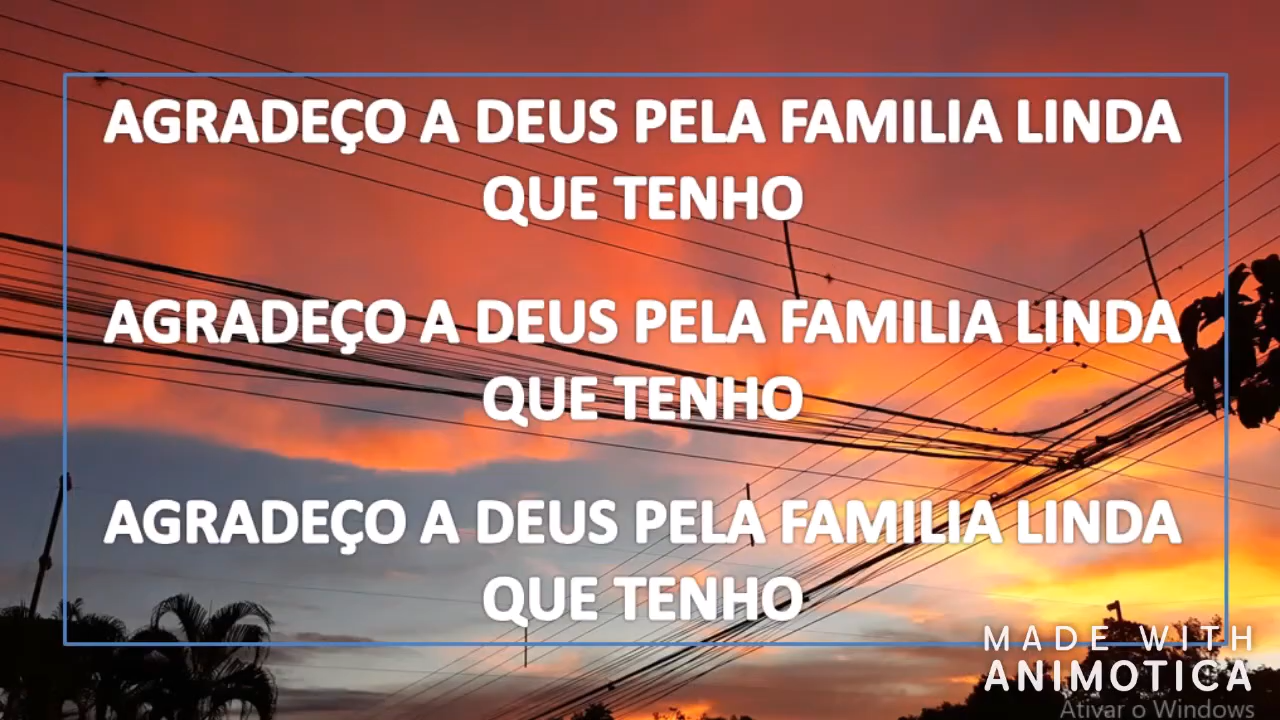 AGRADEÇO A DEUS PELA FAMILIA LINDA
QUE TENHO
AGRADEÇO A DEUS PELA FAMILIA LINDA
QUE TENHO
AGRADEÇO A DEUS PELA FAMILIA LINDA
QUE TENHO
MADE WITH
ANIMOTICA
Ativar o Windows